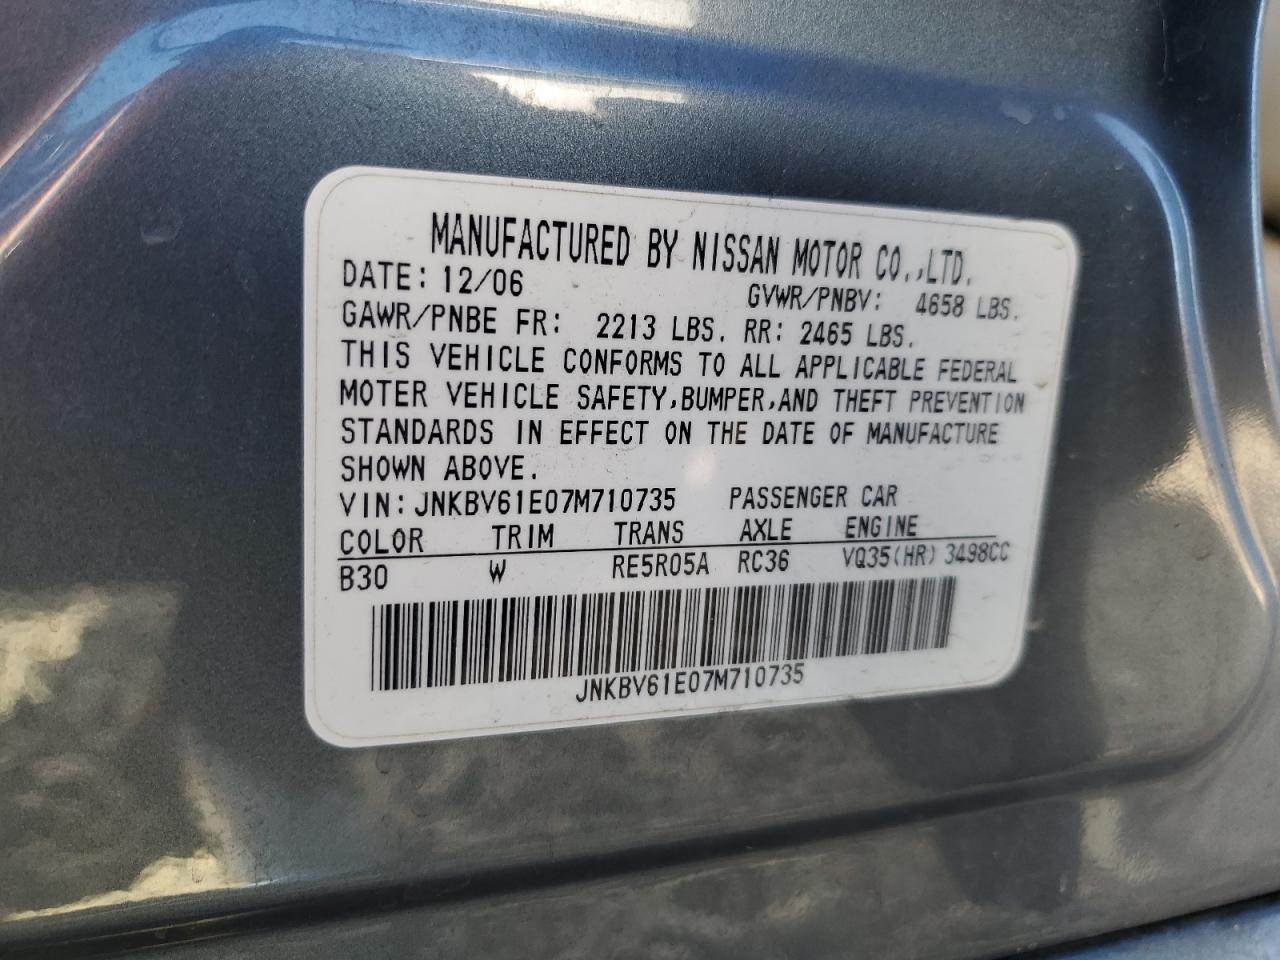 MANUFACTURED BY NISSAN MOTOR CO.,LTD.
DATE: 12/06 GVWR/PNBV: 4658 LBS.
GAWR/PNBE FR: 2213 LBS. RR: 2465 LBS.
THIS VEHICLE CONFORMS TO ALL APPLICABLE FEDERAL
MOTER VEHICLE SAFETY,BUMPER,AND THEFT PREVENTION
STANDARDS IN EFFECT ON THE DATE OF MANUFACTURE
SHOWN ABOVE.
VIN: JNKBV61E07M710735 PASSENGER CAR
COLOR TRIM TRANS AXLE ENGINE
B30 W RE5R05A RC36 VQ35(HR) 3498CC
JNKBV61E07M710735